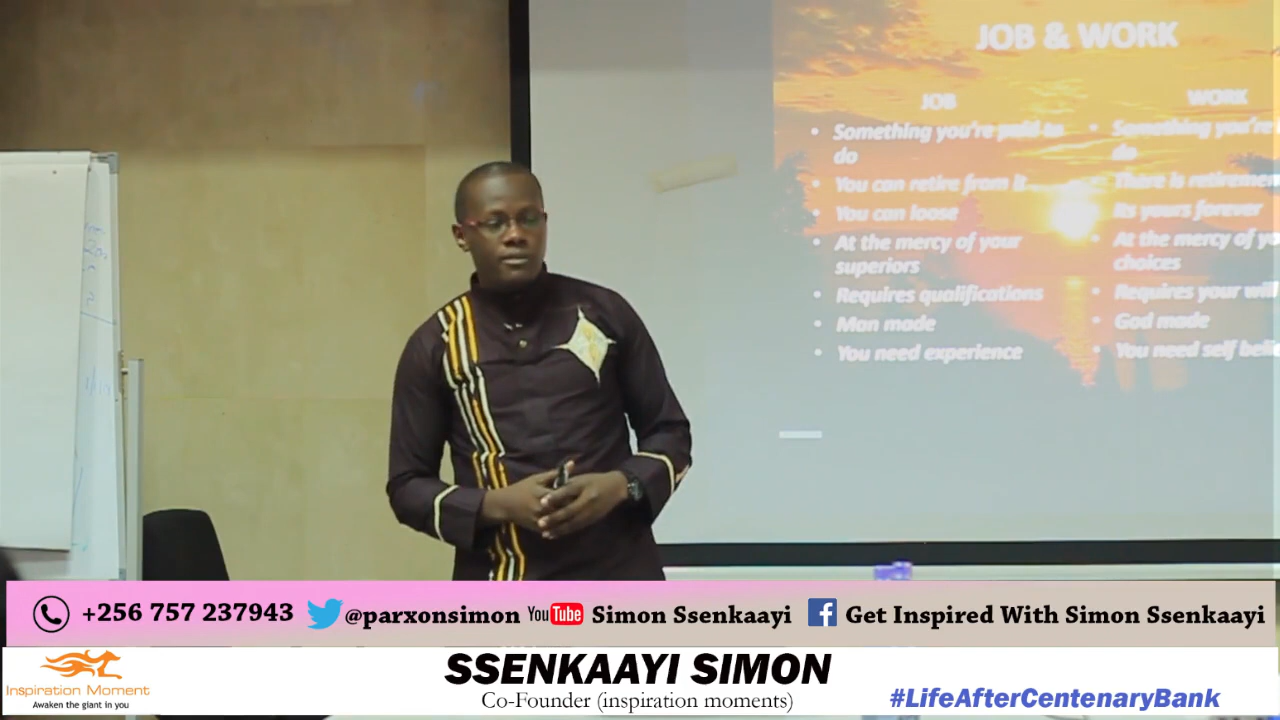 JOB & WORK
JOB
Something you're paid to
do
You can retire from it
You can loose
At the mercy of your
superiors
Requires qualifications
Man made
You need experience
WORK
Something you're
do
There is retiremen
Its yours forever
At the mercy of yo
choices
Requires your will
God made
You need self beli
+256 757 237943
@parxonsimon
YouTube Simon Ssenkaayi
Get Inspired With Simon Ssenkaayi
Inspiration Moment
Awaken the giant in you
SSENKAAYI SIMON
Co-Founder (inspiration moments)
#LifeAfterCentenaryBank